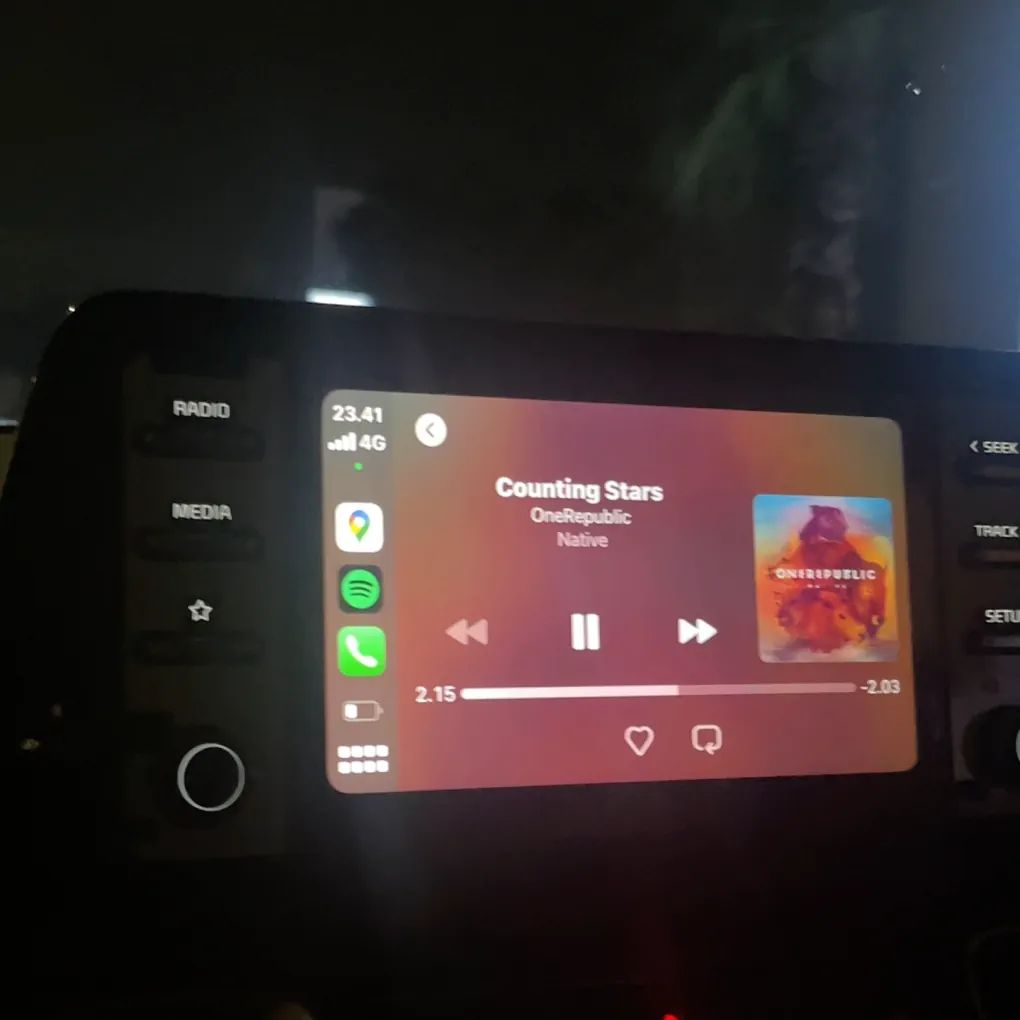 RADIO
MEDIA
23.41
4G
Counting Stars
OneRepublic
Native
ONEREPUBLIC
2.15
-2.03
< SEEK
TRACK
SETU